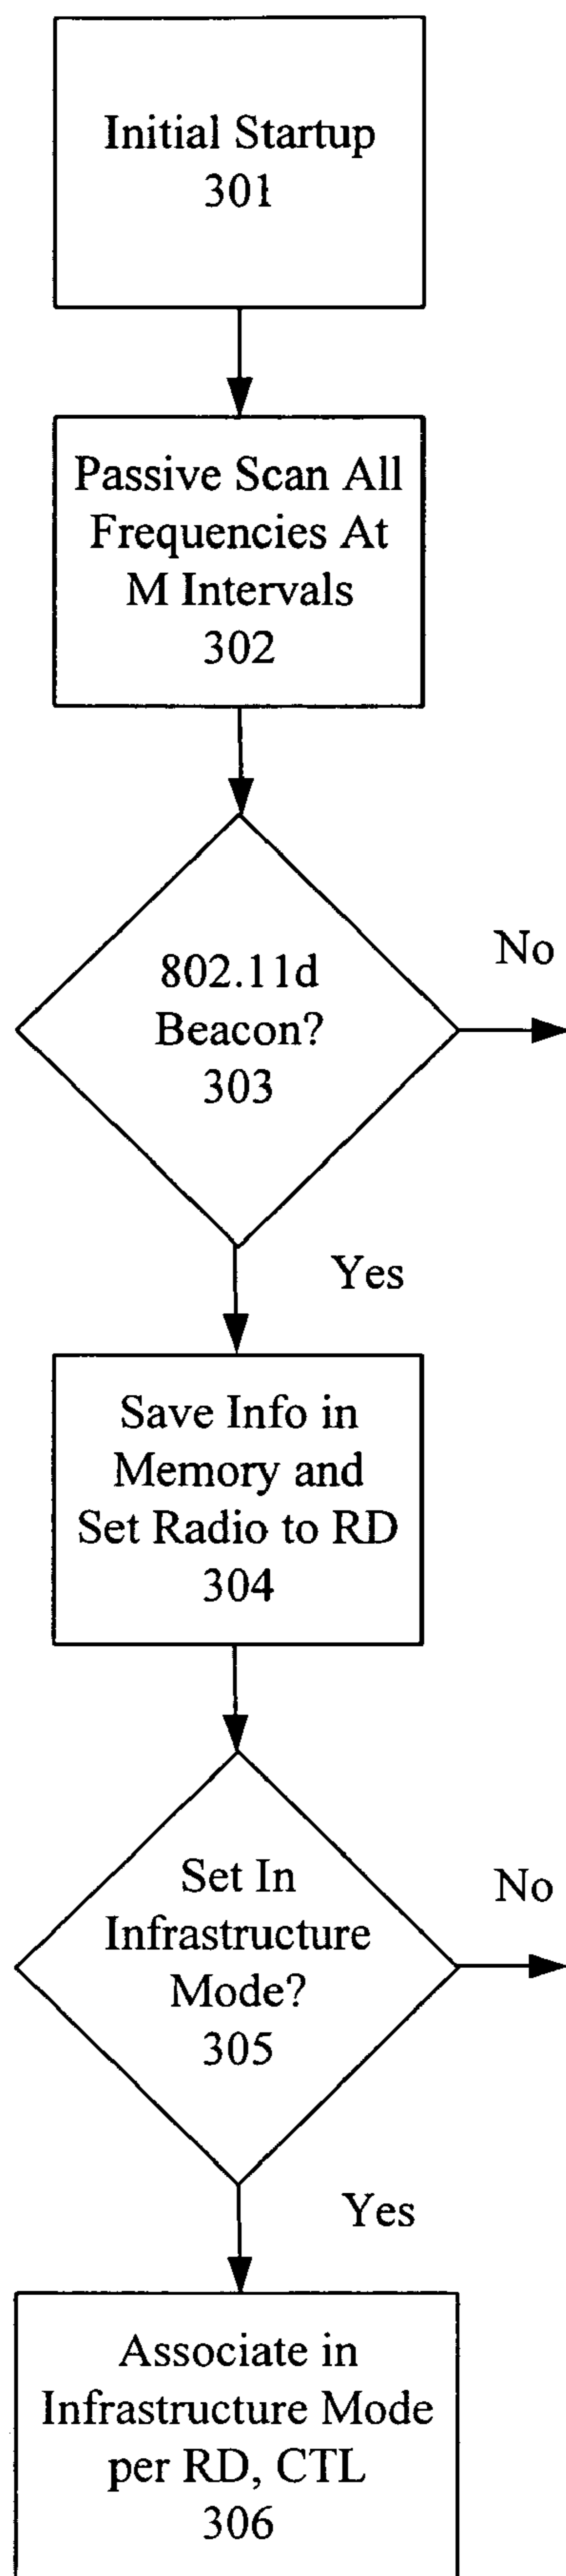 Initial Startup
301
Passive Scan All
Frequencies At
M Intervals
302
802.11d
Beacon?
303
No
Yes
Save Info in
Memory and
Set Radio to RD
304
Set In
Infrastructure
Mode?
305
No
Yes
Associate in
Infrastructure Mode
per RD, CTL
306